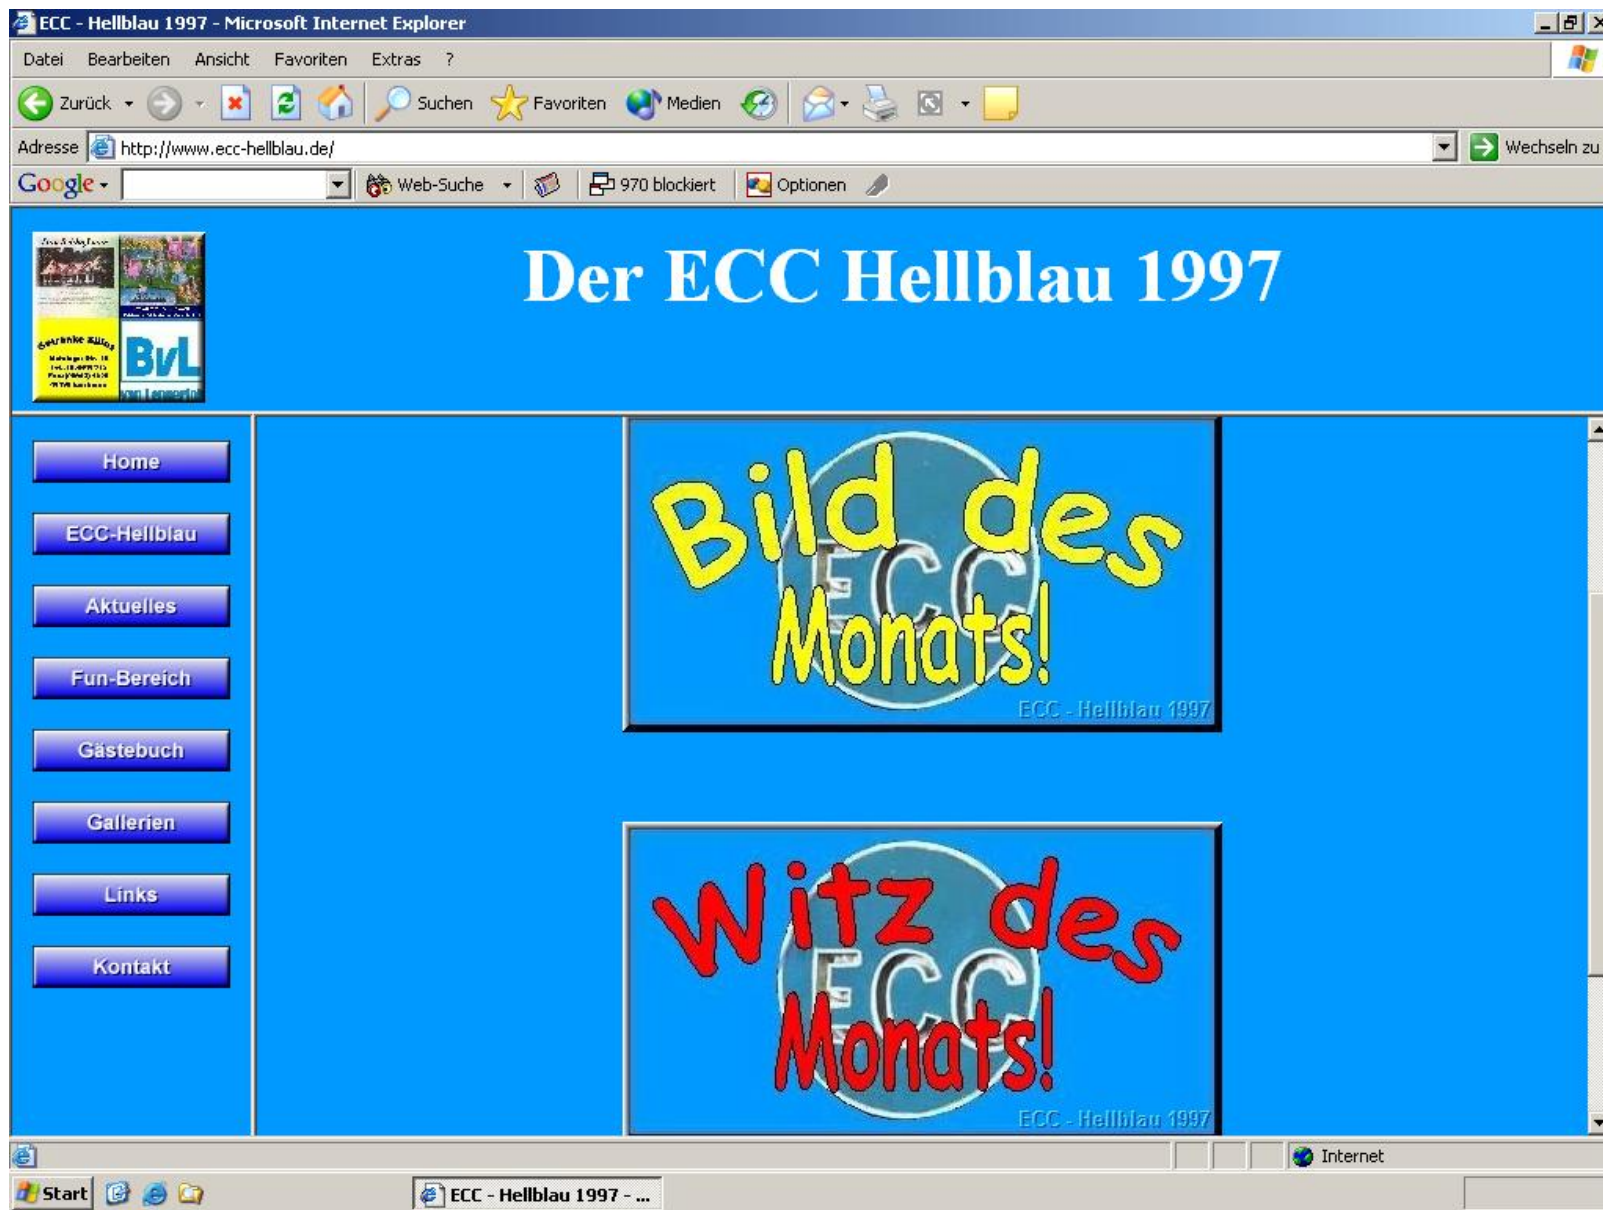 ECC - Hellblau 1997 - Microsoft Internet Explorer
Datei Bearbeiten Ansicht Favoriten Extras ?
Zurück Suchen Favoriten Medien
Adresse http://www.ecc-hellblau.de/ Wechseln zu
Google Web-Suche 970 blockiert Optionen
Der ECC Hellblau 1997
Getränke
BvL
van Lengerich
Home
ECC-Hellblau
Aktuelles
Fun-Bereich
Gästebuch
Gallerien
Links
Kontakt
Bild des
ECC
Monats!
ECC - Hellblau 1997
Witz des
ECC
Monats!
ECC - Hellblau 1997
Internet
Start ECC - Hellblau 1997 - ...